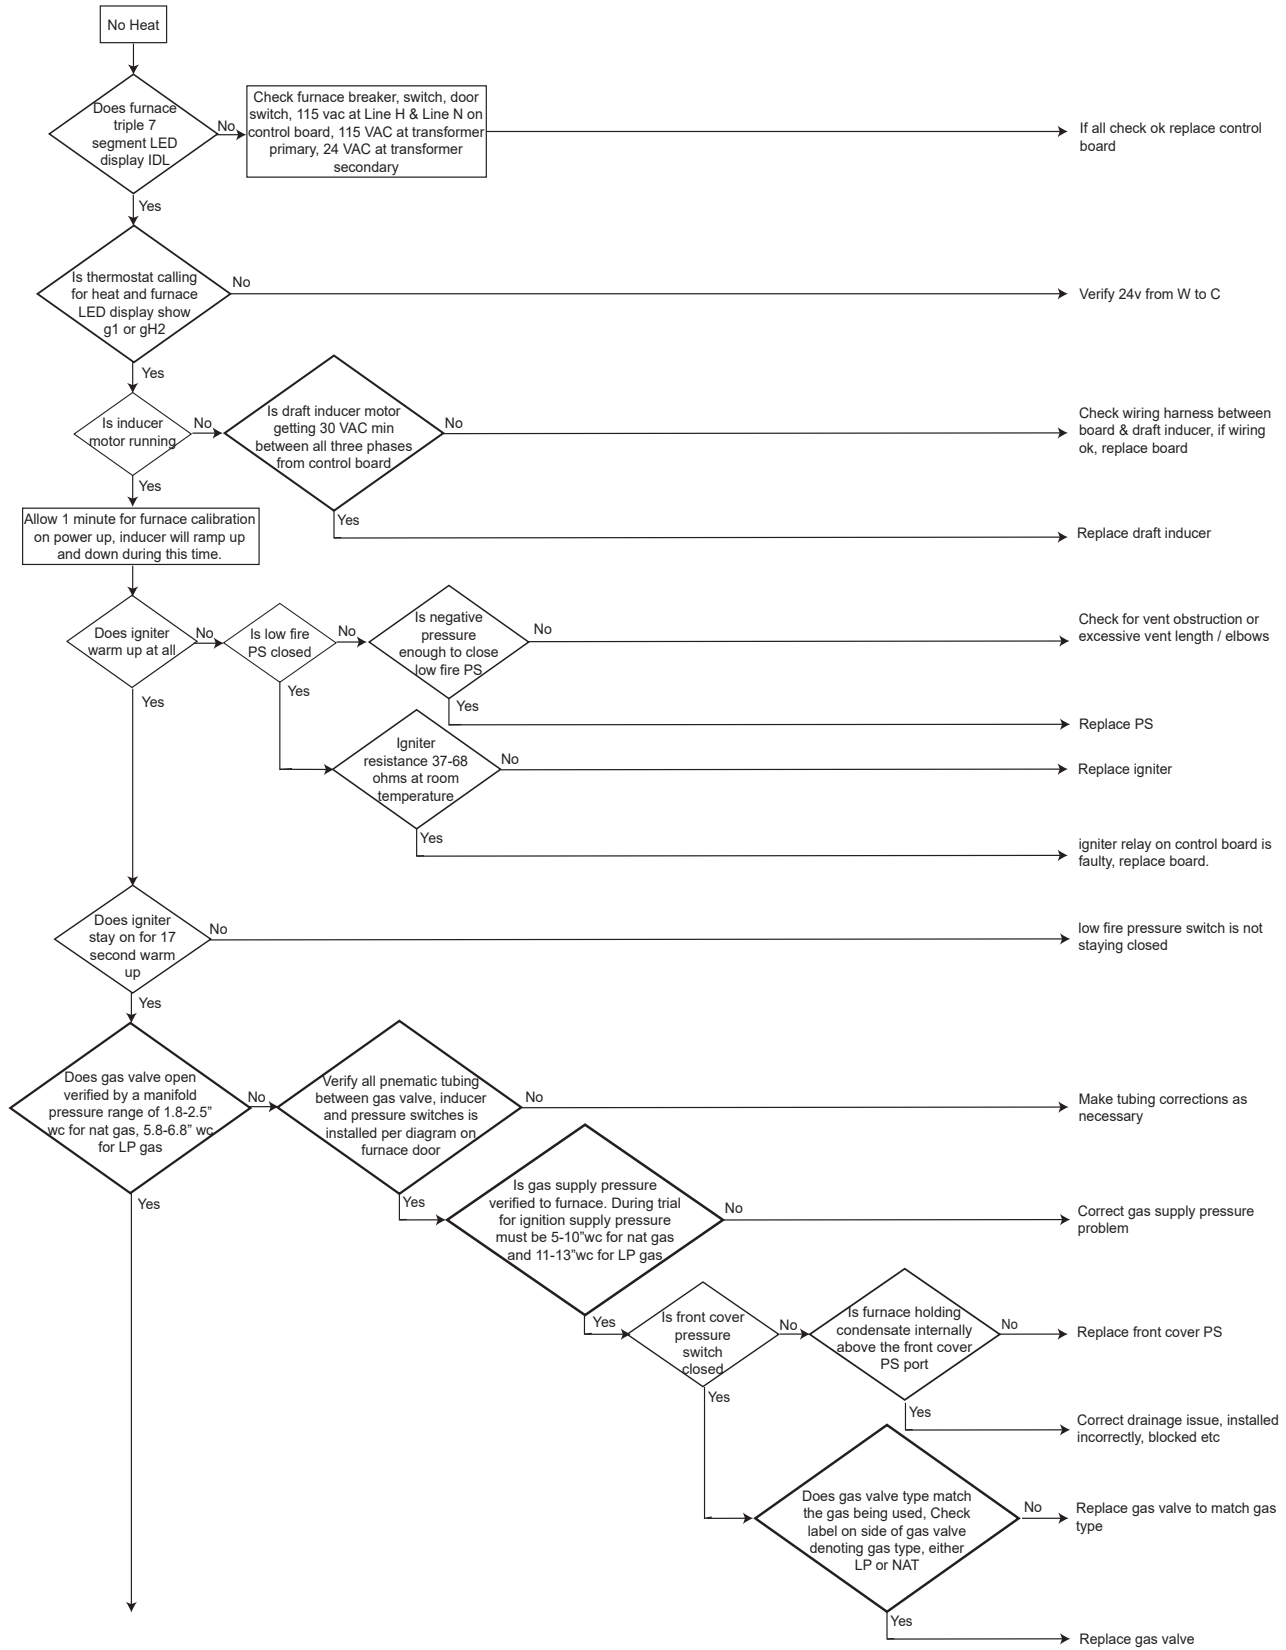 No Heat
Does furnace
triple 7
segment LED
display IDL
No
Check furnace breaker, switch, door
switch, 115 vac at Line H & Line N on
control board, 115 VAC at transformer
primary, 24 VAC at transformer
secondary
If all check ok replace control
board
Yes
Is thermostat calling
for heat and furnace
LED display show
g1 or gH2
No
Verify 24v from W to C
Yes
Is inducer
motor running
No
Is draft inducer motor
getting 30 VAC min
between all three phases
from control board
No
Check wiring harness between
board & draft inducer, if wiring
ok, replace board
Yes
Yes
Replace draft inducer
Allow 1 minute for furnace calibration
on power up, inducer will ramp up
and down during this time.
Does igniter
warm up at all
No
Is low fire
PS closed
No
Is negative
pressure
enough to close
low fire PS
No
Check for vent obstruction or
excessive vent length / elbows
Yes
Yes
Yes
Replace PS
Igniter
resistance 37-68
ohms at room
temperature
No
Replace igniter
Yes
igniter relay on control board is
faulty, replace board.
Does igniter
stay on for 17
second warm
up
No
low fire pressure switch is not
staying closed
Yes
Does gas valve open
verified by a manifold
pressure range of 1.8-2.5”
wc for nat gas, 5.8-6.8” wc
for LP gas
No
Verify all pnematic tubing
between gas valve, inducer
and pressure switches is
installed per diagram on
furnace door
No
Make tubing corrections as
necessary
Yes
Yes
Is gas supply pressure
verified to furnace. During trial
for ignition supply pressure
must be 5-10”wc for nat gas
and 11-13”wc for LP gas
No
Correct gas supply pressure
problem
Yes
Is front cover
pressure
switch
closed
No
Is furnace holding
condensate internally
above the front cover
PS port
No
Replace front cover PS
Yes
Yes
Correct drainage issue, installed
incorrectly, blocked etc
Does gas valve type match
the gas being used, Check
label on side of gas valve
denoting gas type, either
LP or NAT
No
Replace gas valve to match gas
type
Yes
Replace gas valve